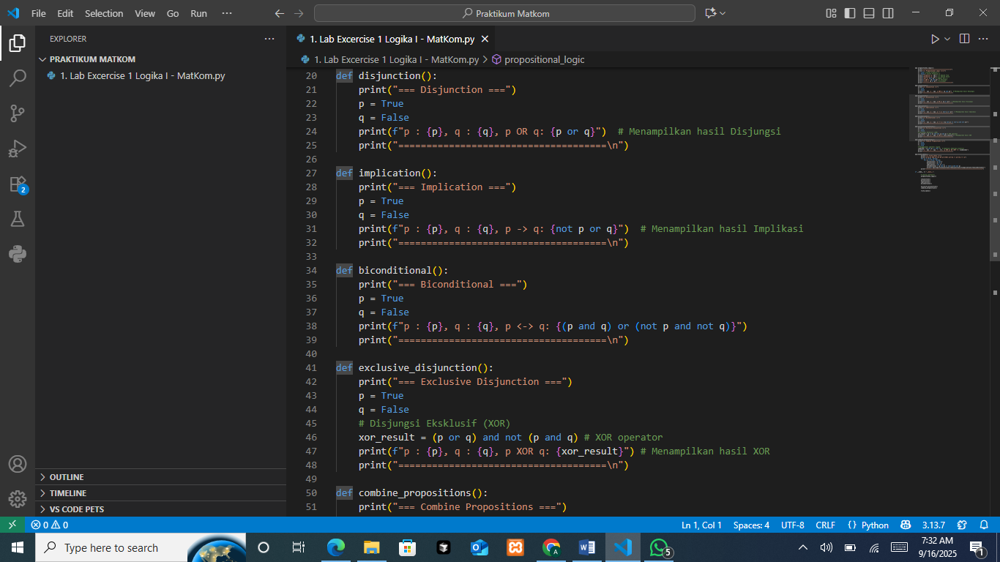 File Edit Selection View Go Run ···
Praktikum Matkom
EXPLORER
PRAKTIKUM MATKOM
1. Lab Excercise 1 Logika I - MatKom.py
OUTLINE
TIMELINE
VS CODE PETS
1. Lab Excercise 1 Logika I - MatKom.py
1. Lab Excercise 1 Logika I - MatKom.py > propositional_logic
20 def disjunction():
21 print("=== Disjunction ===")
22 p = True
23 q = False
24 print(f"p : {p}, q : {q}, p OR q: {p or q}") # Menampilkan hasil Disjungsi
25 print("=====================================\n")
26
27 def implication():
28 print("=== Implication ===")
29 p = True
30 q = False
31 print(f"p : {p}, q : {q}, p -> q: {not p or q}") # Menampilkan hasil Implikasi
32 print("=====================================\n")
33
34 def biconditional():
35 print("=== Biconditional ===")
36 p = True
37 q = False
38 print(f"p : {p}, q : {q}, p <-> q: {(p and q) or (not p and not q)}")
39 print("=====================================\n")
40
41 def exclusive_disjunction():
42 print("=== Exclusive Disjunction ===")
43 p = True
44 q = False
45 # Disjungsi Eksklusif (XOR)
46 xor_result = (p or q) and not (p and q) # XOR operator
47 print(f"p : {p}, q : {q}, p XOR q: {xor_result}") # Menampilkan hasil XOR
48 print("=====================================\n")
49
50 def combine_propositions():
51 print("=== Combine Propositions ===")
2
0 0
Ln 1, Col 1 Spaces: 4 UTF-8 CRLF {} Python 3.13.7
Type here to search
5
7:32 AM
9/16/2025
1